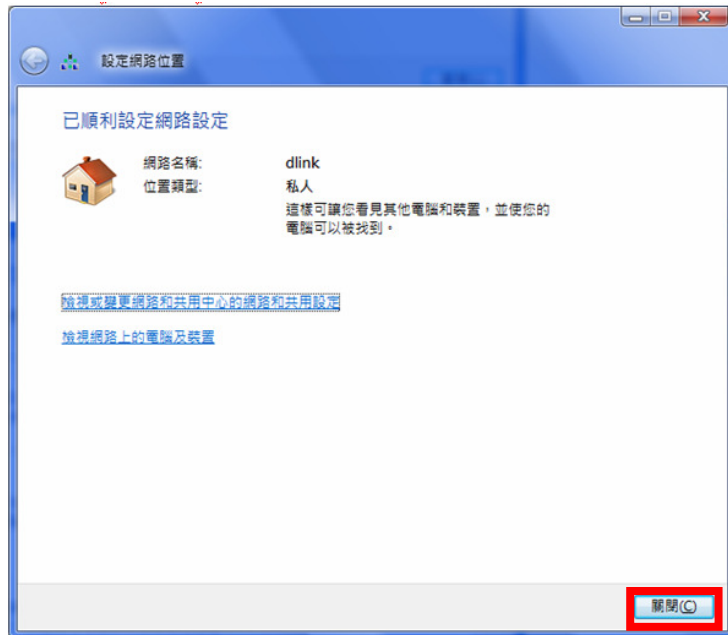 設定網路位置
已順利設定網路設定
網路名稱: dlink
位置類型: 私人
這樣可讓您看見其他電腦和裝置，並使您的
電腦可以被找到。
檢視或變更網路和共用中心的網路和共用設定
檢視網路上的電腦及裝置
關閉(C)